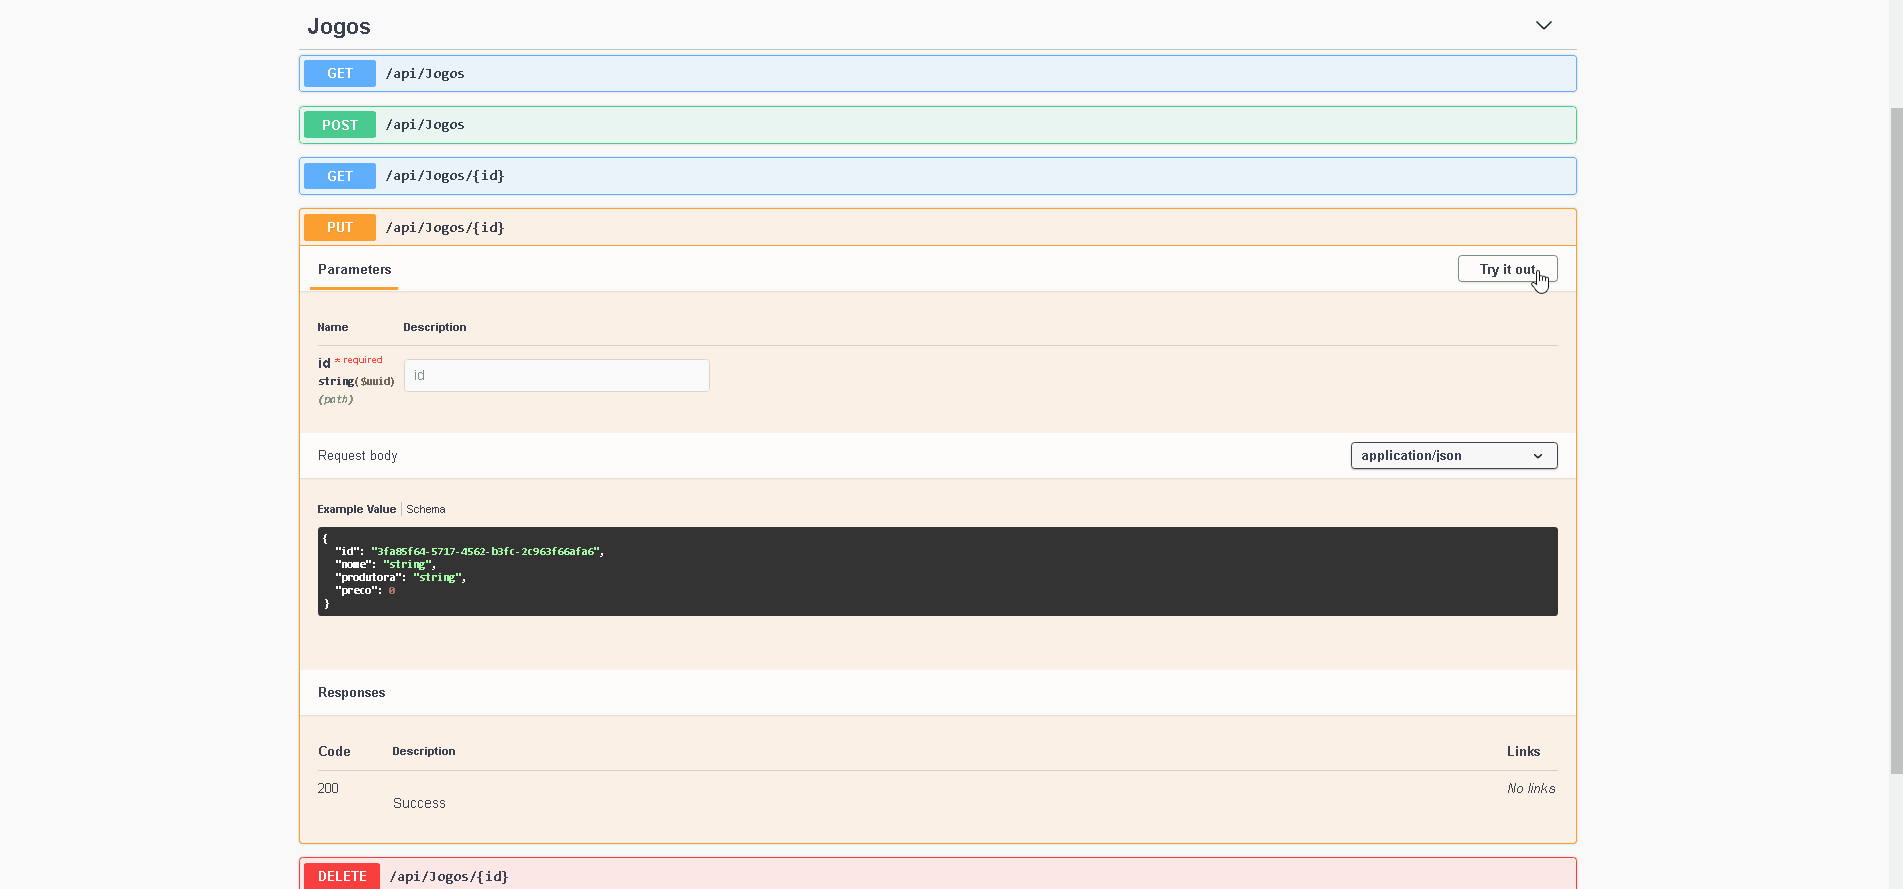 Jogos
GET /api/Jogos
POST /api/Jogos
GET /api/Jogos/{id}
PUT /api/Jogos/{id}
Parameters Try it out
Name Description
id * required
string($uuid)
(path)
id
Request body application/json
Example Value Schema
{
"id": "3fa85f64-5717-4562-b3fc-2c963f66afa6",
"nome": "string",
"produtora": "string",
"preco": 0
}
Responses
Code Description Links
200 Success No links
DELETE /api/Jogos/{id}